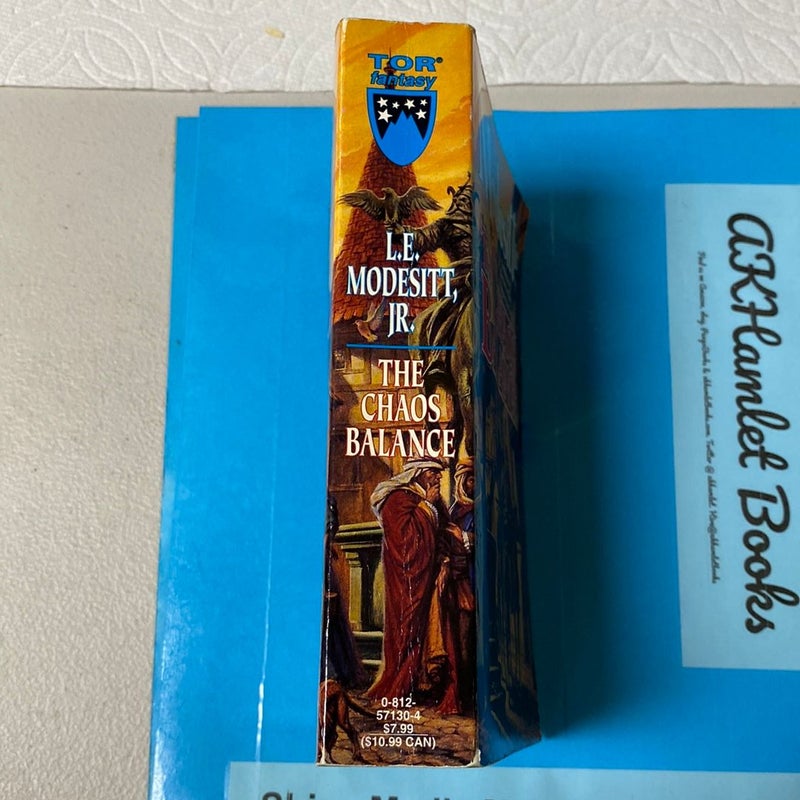 TOR®
fantasy
L.E.
MODESITT,
JR.
THE
CHAOS
BALANCE
0-812-
57130-4
$7.99
($10.99 CAN)
AKHamlet Books